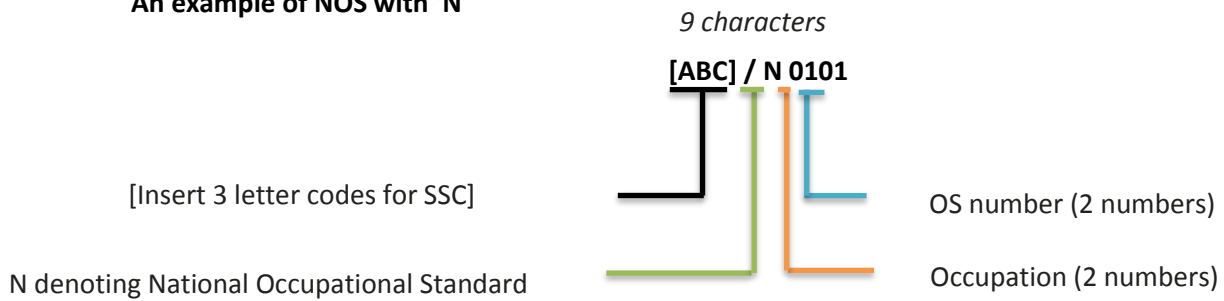 An example of NOS with 'N'
9 characters
[ABC] / N 0101
[Insert 3 letter codes for SSC]
OS number (2 numbers)
N denoting National Occupational Standard
Occupation (2 numbers)